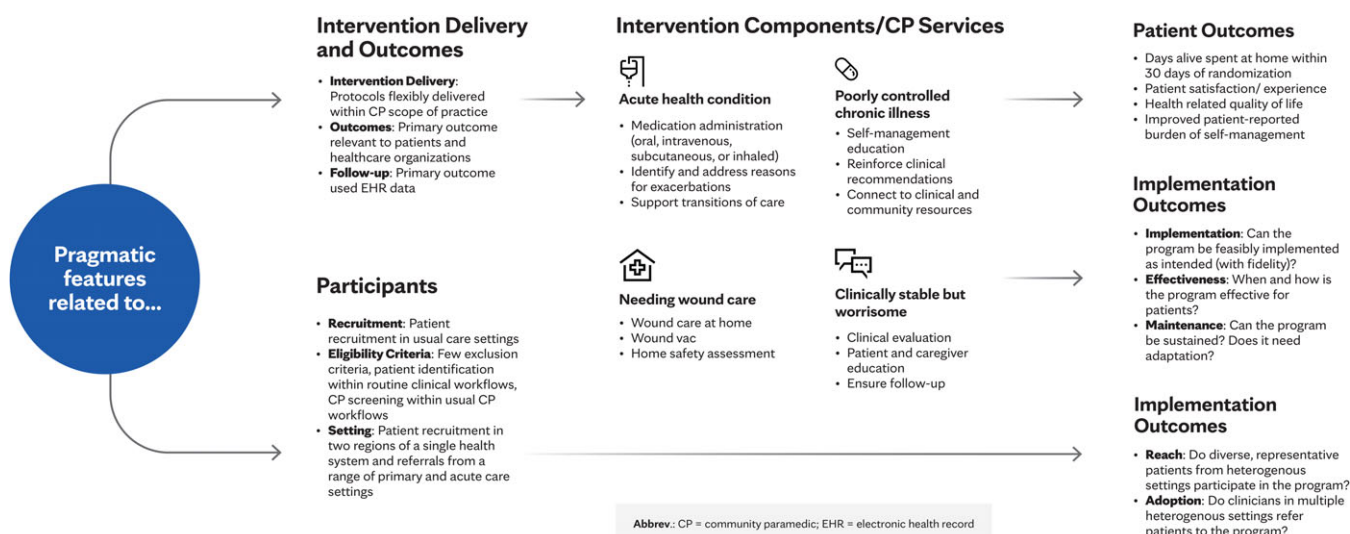 Pragmatic
features
related to...
Intervention Delivery
and Outcomes
• Intervention Delivery:
Protocols flexibly delivered
within CP scope of practice
• Outcomes: Primary outcome
relevant to patients and
healthcare organizations
• Follow-up: Primary outcome
used EHR data
Participants
• Recruitment: Patient
recruitment in usual care settings
• Eligibility Criteria: Few exclusion
criteria, patient identification
within routine clinical workflows,
CP screening within usual CP
workflows
• Setting: Patient recruitment in
two regions of a single health
system and referrals from a
range of primary and acute care
settings
Intervention Components/CP Services
Acute health condition
• Medication administration
(oral, intravenous,
subcutaneous, or inhaled)
• Identify and address reasons
for exacerbations
• Support transitions of care
Poorly controlled
chronic illness
• Self-management
education
• Reinforce clinical
recommendations
• Connect to clinical and
community resources
Needing wound care
• Wound care at home
• Wound vac
• Home safety assessment
Clinically stable but
worrisome
• Clinical evaluation
• Patient and caregiver
education
• Ensure follow-up
Patient Outcomes
• Days alive spent at home within
30 days of randomization
• Patient satisfaction/ experience
• Health related quality of life
• Improved patient-reported
burden of self-management
Implementation
Outcomes
• Implementation: Can the
program be feasibly implemented
as intended (with fidelity)?
• Effectiveness: When and how is
the program effective for
patients?
• Maintenance: Can the program
be sustained? Does it need
adaptation?
Implementation
Outcomes
• Reach: Do diverse, representative
patients from heterogenous
settings participate in the program?
• Adoption: Do clinicians in multiple
heterogenous settings refer
patients to the program?
Abbrev.: CP = community paramedic; EHR = electronic health record